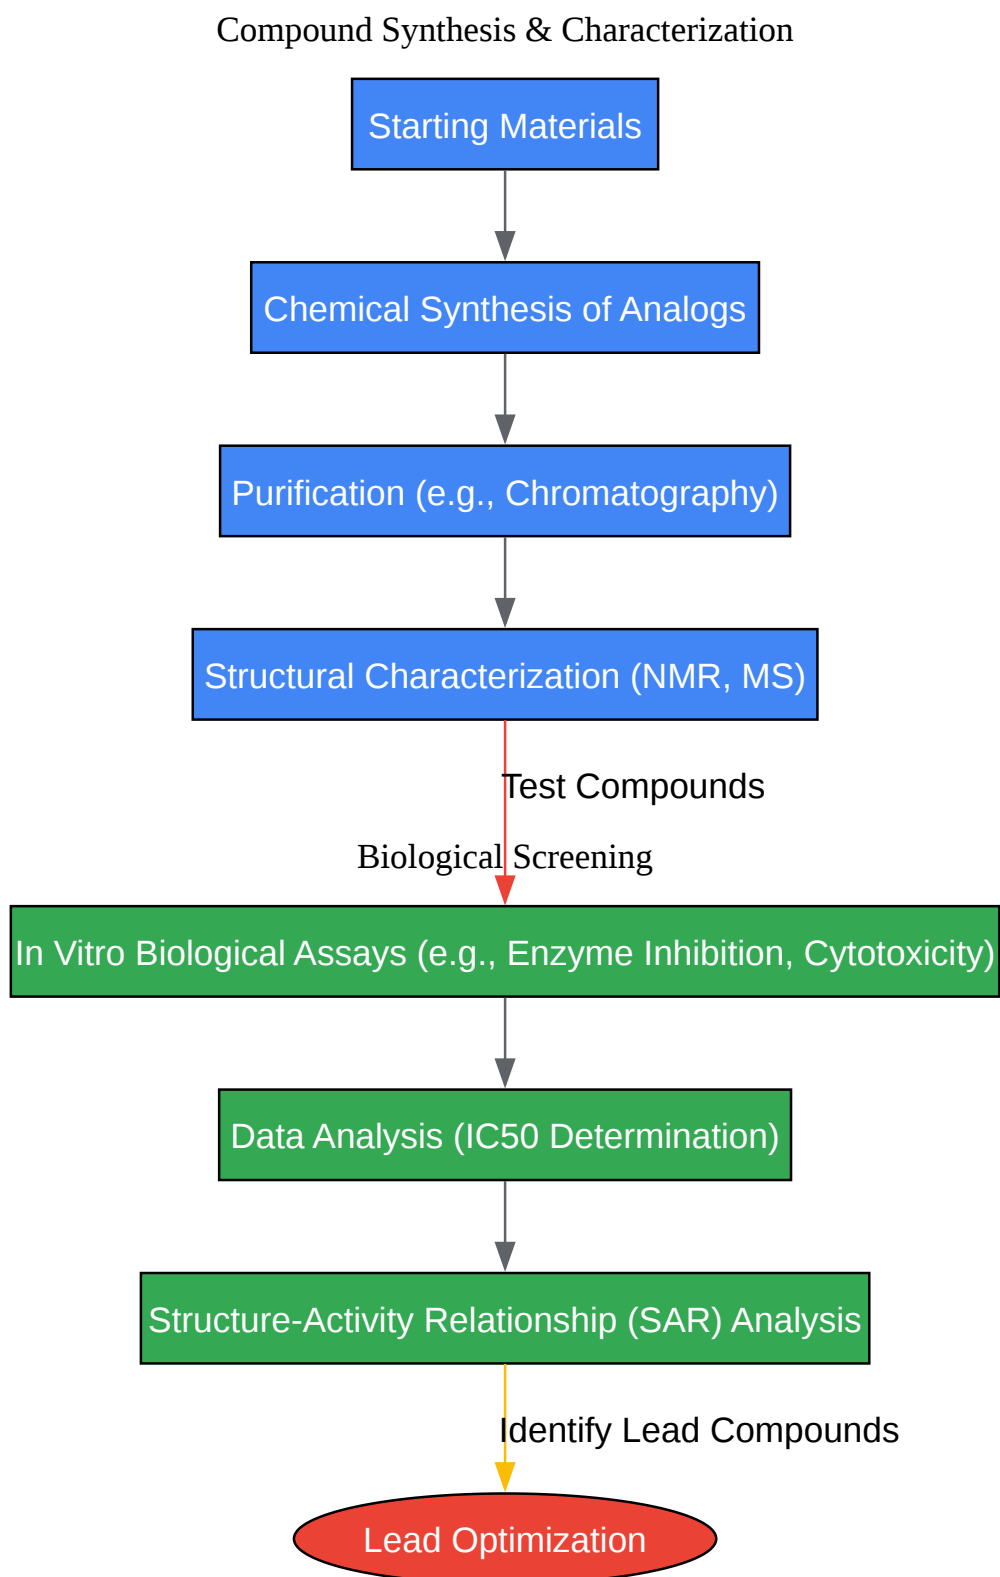 Compound Synthesis & Characterization
Starting Materials
Chemical Synthesis of Analogs
Purification (e.g., Chromatography)
Structural Characterization (NMR, MS)
Test Compounds
Biological Screening
In Vitro Biological Assays (e.g., Enzyme Inhibition, Cytotoxicity)
Data Analysis (IC50 Determination)
Structure-Activity Relationship (SAR) Analysis
Identify Lead Compounds
Lead Optimization